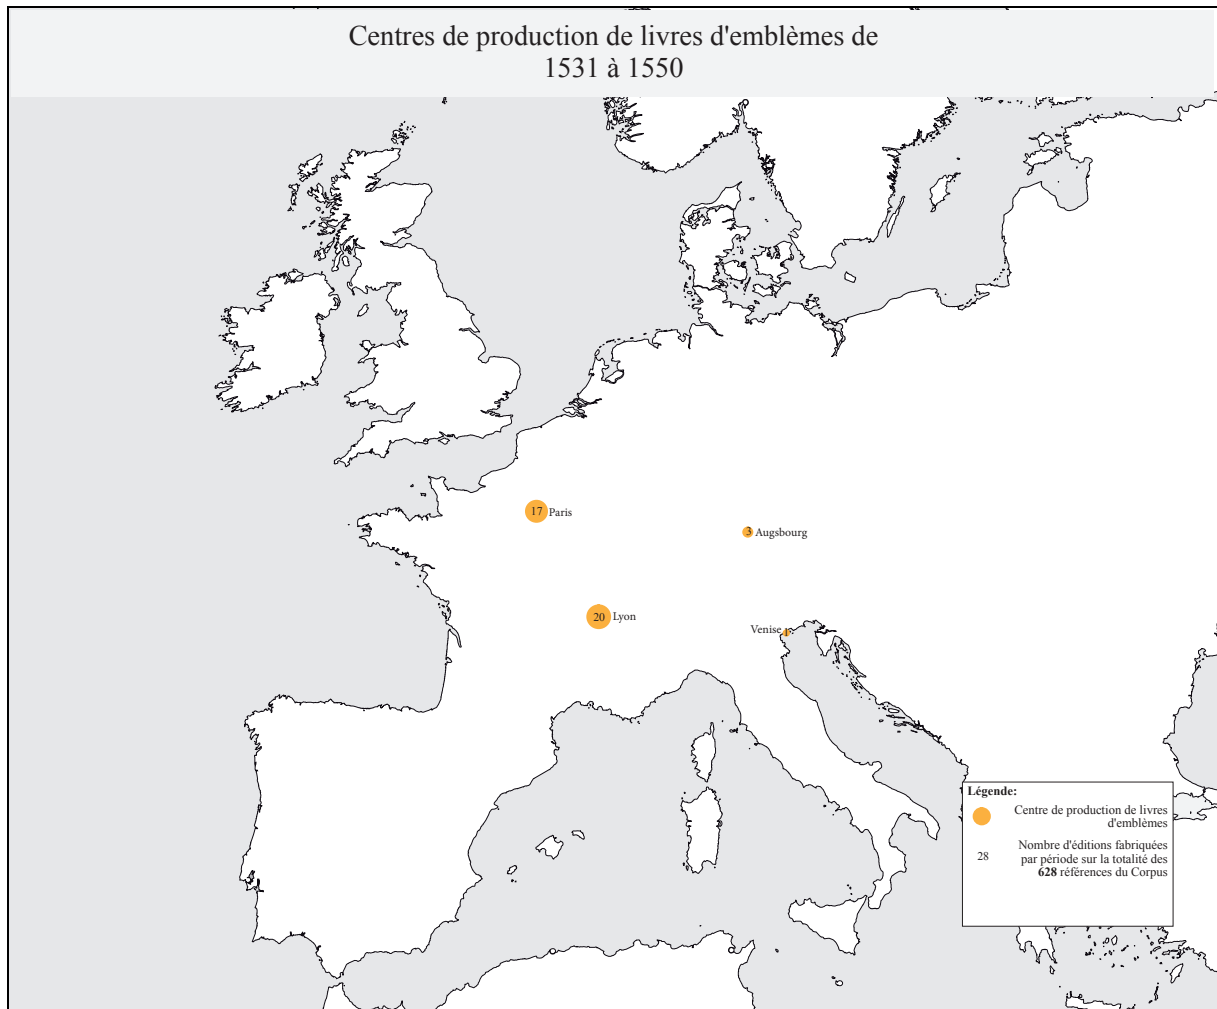 Centres de production de livres d'emblèmes de
1531 à 1550
17 Paris
3 Augsbourg
20 Lyon
Venise 1
Légende:
Centre de production de livres
d'emblèmes
28
Nombre d'éditions fabriquées
par période sur la totalité des
628 références du Corpus